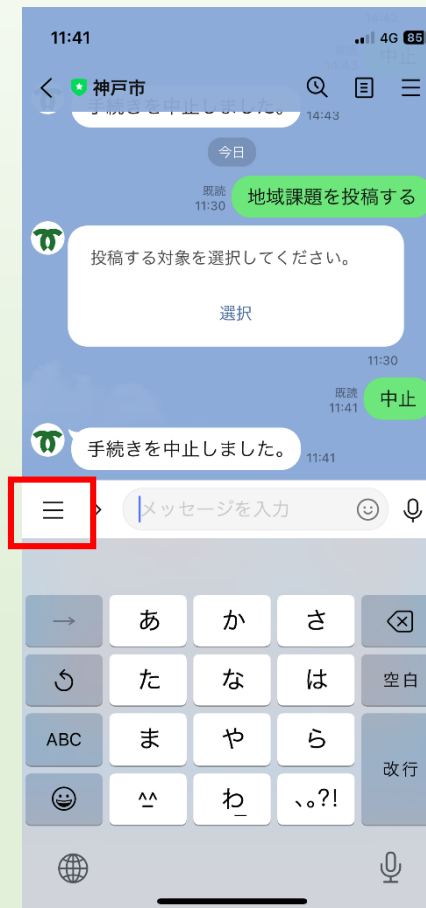 11:41
4G 85
神戸市
手続きを中止しました。
14:43
今日
既読
11:30
地域課題を投稿する
投稿する対象を選択してください。
選択
11:30
既読
11:41
中止
手続きを中止しました。
11:41
メッセージを入力
→ あ か さ
た な は 空白
ABC ま や ら
改行
^^ わ 、。?!